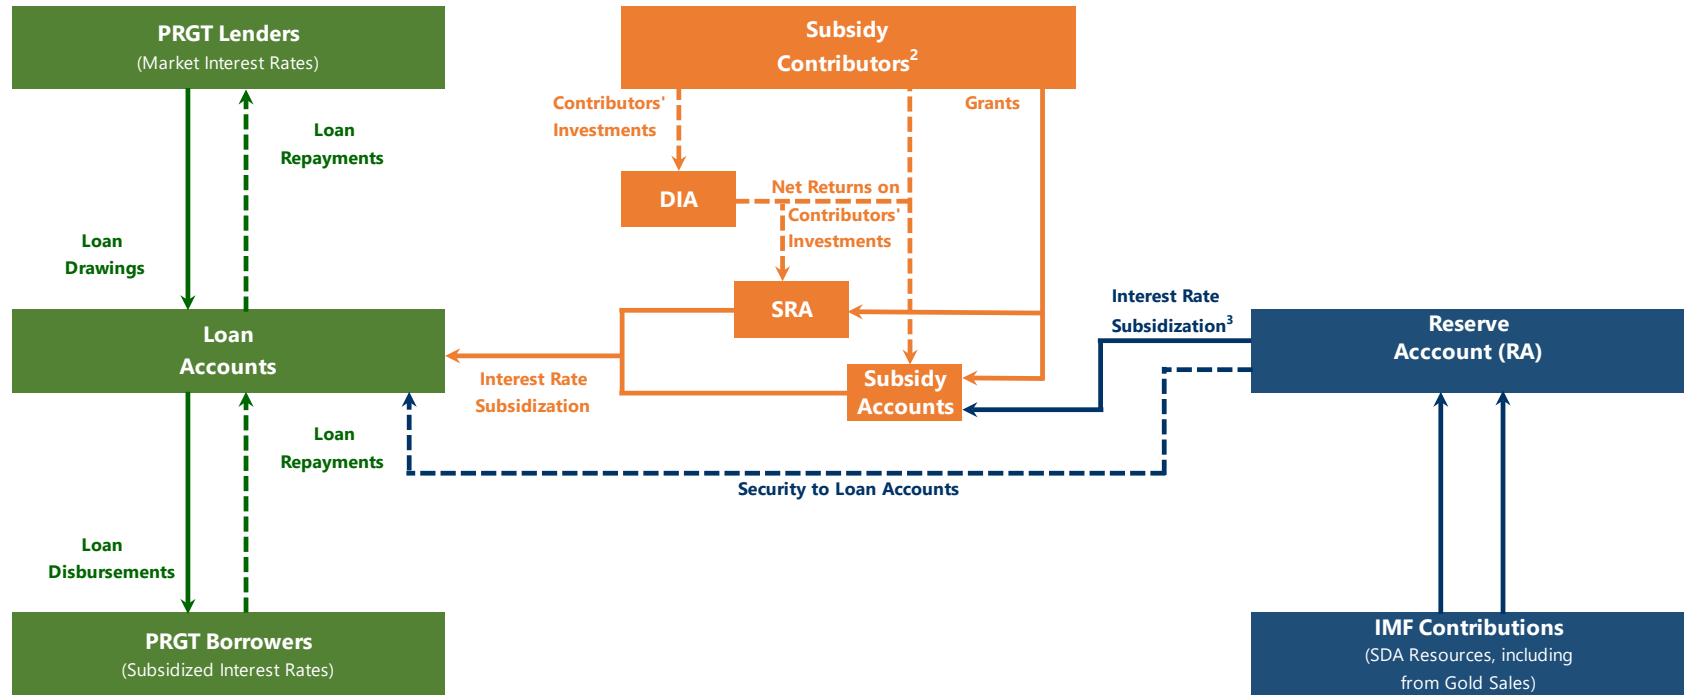 PRGT Lenders
(Market Interest Rates)
Subsidy
Contributors²
Contributors'
Investments
Grants
Loan
Repayments
DIA
Net Returns on
Contributors'
Investments
Loan
Drawings
SRA
Interest Rate
Subsidization³
Loan
Accounts
Reserve
Acccount (RA)
Interest Rate
Subsidization
Subsidy
Accounts
Loan
Repayments
Security to Loan Accounts
Loan
Disbursements
PRGT Borrowers
(Subsidized Interest Rates)
IMF Contributions
(SDA Resources, including
from Gold Sales)